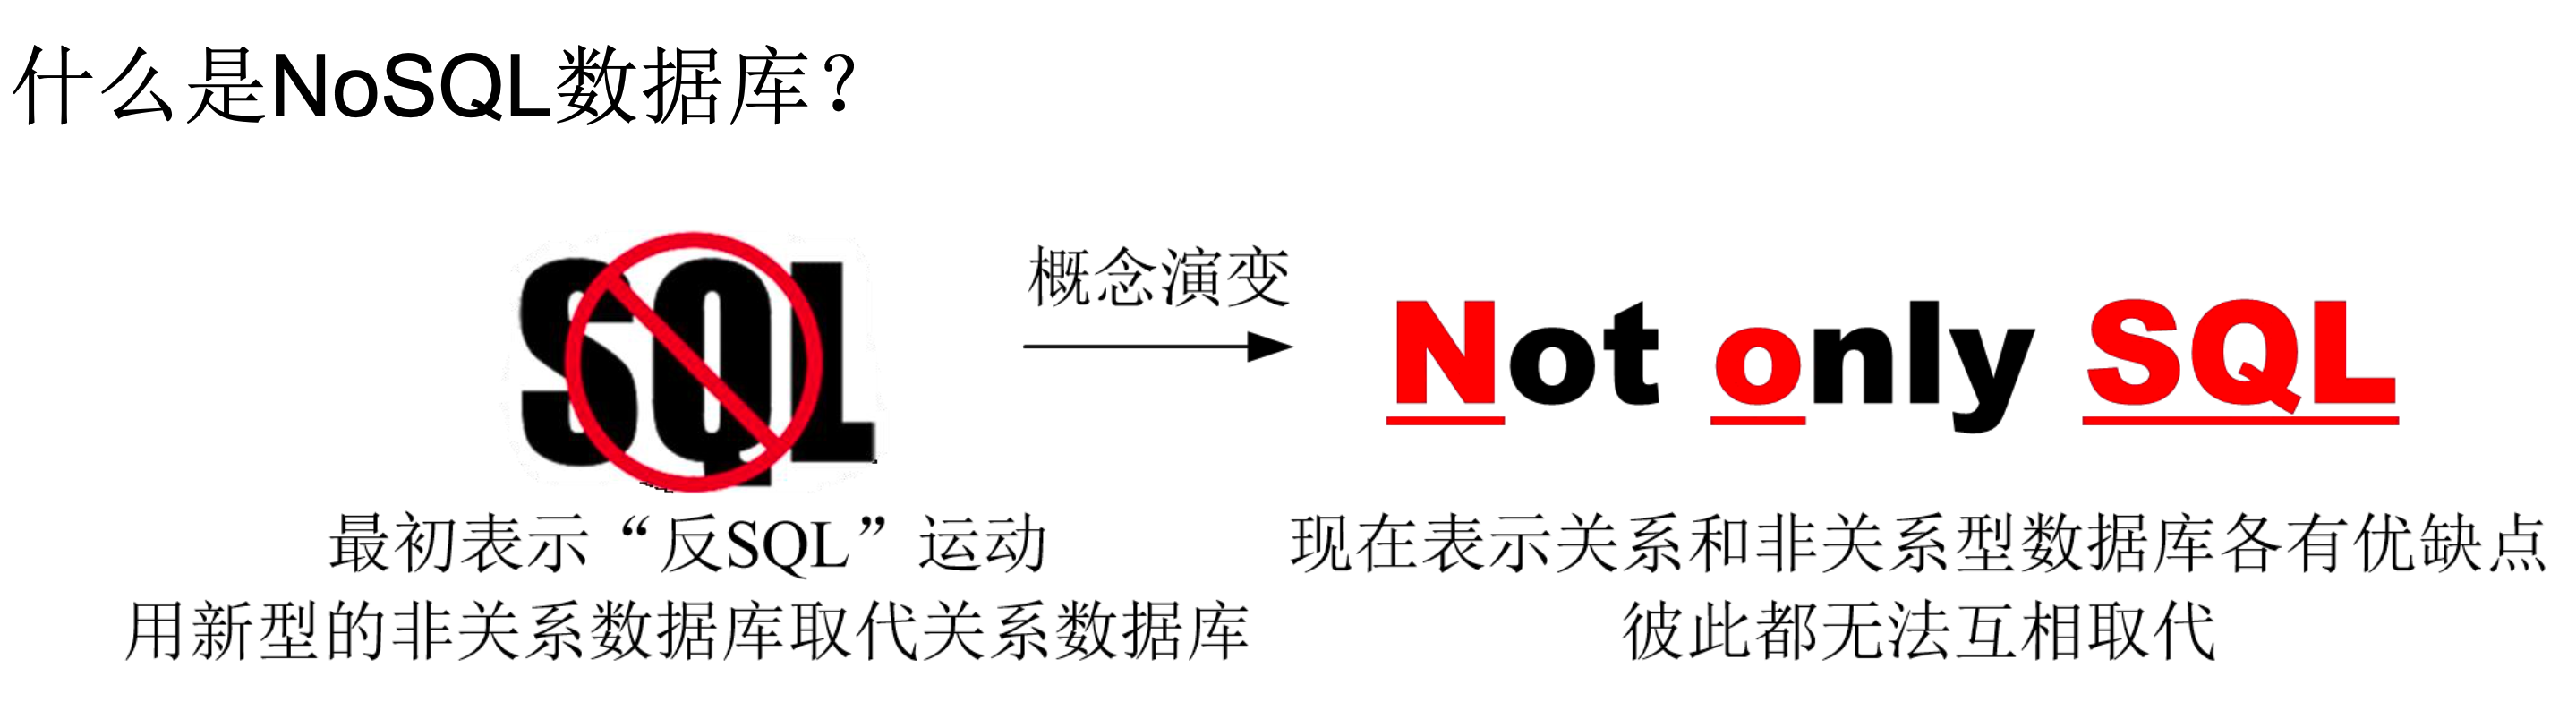 什么是NoSQL数据库？
SQL
概念演变
Not only SQL
最初表示“反SQL”运动
用新型的非关系数据库取代关系数据库
现在表示关系和非关系型数据库各有优缺点
彼此都无法互相取代